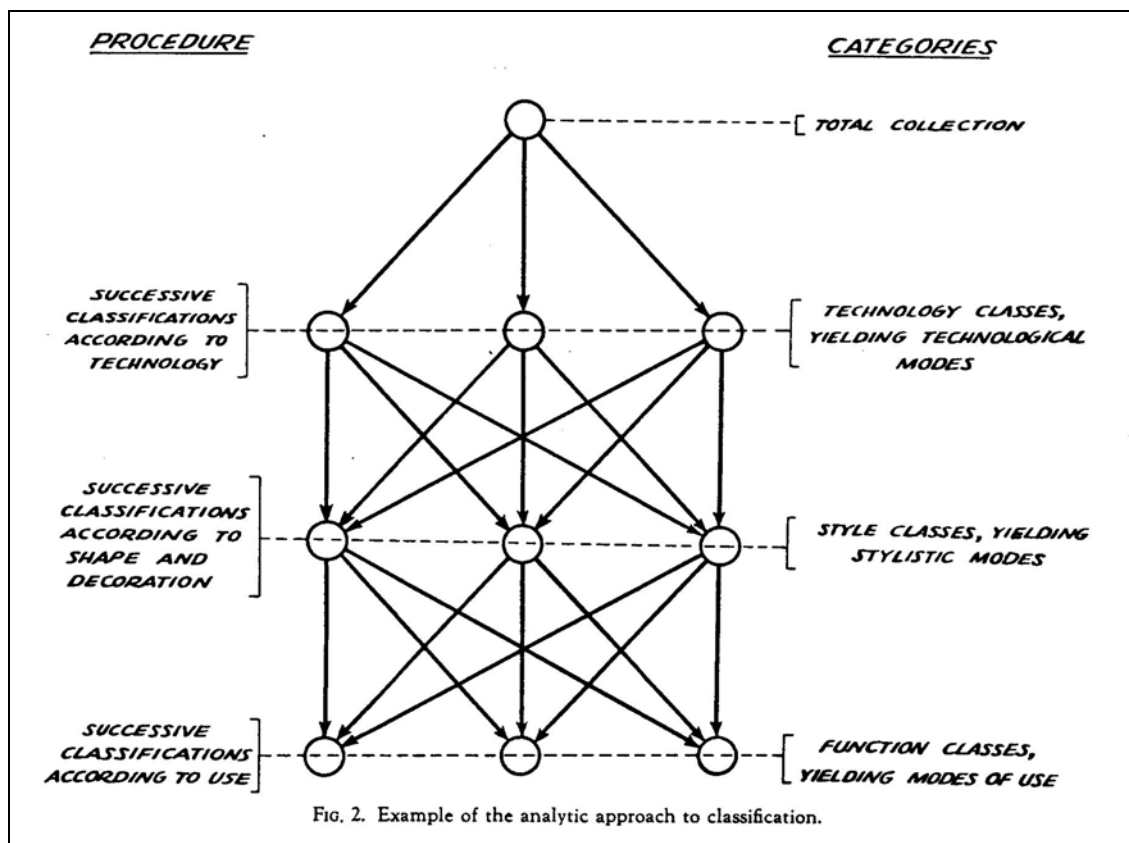 PROCEDURE
CATEGORIES
TOTAL COLLECTION
SUCCESSIVE
CLASSIFICATIONS
ACCORDING TO
TECHNOLOGY
TECHNOLOGY CLASSES,
YIELDING TECHNOLOGICAL
MODES
SUCCESSIVE
CLASSIFICATIONS
ACCORDING TO
SHAPE AND
DECORATION
STYLE CLASSES, YIELDING
STYLISTIC MODES
SUCCESSIVE
CLASSIFICATIONS
ACCORDING TO USE
FUNCTION CLASSES,
YIELDING MODES OF USE
FIG. 2. Example of the analytic approach to classification.